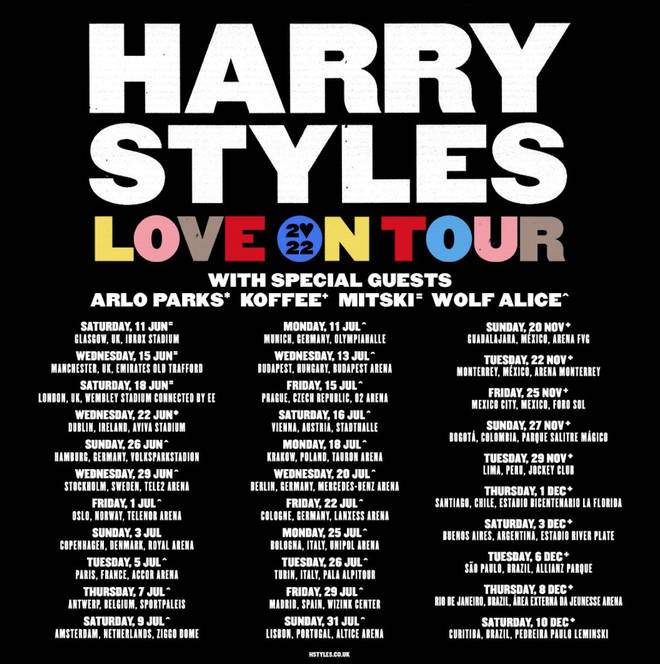 HARRY
STYLES
LOVE ON TOUR
2♥
22
WITH SPECIAL GUESTS
ARLO PARKS* KOFFEE+ MITSKI= WOLF ALICE^
SATURDAY, 11 JUN=
GLASGOW, UK, IBROX STADIUM
WEDNESDAY, 15 JUN=
MANCHESTER, UK, EMIRATES OLD TRAFFORD
SATURDAY, 18 JUN=
LONDON, UK, WEMBLEY STADIUM CONNECTED BY EE
WEDNESDAY, 22 JUN*
DUBLIN, IRELAND, AVIVA STADIUM
SUNDAY, 26 JUN^
HAMBURG, GERMANY, VOLKSPARKSTADION
WEDNESDAY, 29 JUN^
STOCKHOLM, SWEDEN, TELE2 ARENA
FRIDAY, 1 JUL^
OSLO, NORWAY, TELENOR ARENA
SUNDAY, 3 JUL
COPENHAGEN, DENMARK, ROYAL ARENA
TUESDAY, 5 JUL^
PARIS, FRANCE, ACCOR ARENA
THURSDAY, 7 JUL^
ANTWERP, BELGIUM, SPORTPALEIS
SATURDAY, 9 JUL^
AMSTERDAM, NETHERLANDS, ZIGGO DOME
MONDAY, 11 JUL^
MUNICH, GERMANY, OLYMPIAHALLE
WEDNESDAY, 13 JUL^
BUDAPEST, HUNGARY, BUDAPEST ARENA
FRIDAY, 15 JUL^
PRAGUE, CZECH REPUBLIC, O2 ARENA
SATURDAY, 16 JUL^
VIENNA, AUSTRIA, STADTHALLE
MONDAY, 18 JUL^
KRAKOW, POLAND, TAURON ARENA
WEDNESDAY, 20 JUL^
BERLIN, GERMANY, MERCEDES-BENZ ARENA
FRIDAY, 22 JUL^
COLOGNE, GERMANY, LANXESS ARENA
MONDAY, 25 JUL^
BOLOGNA, ITALY, UNIPOL ARENA
TUESDAY, 26 JUL^
TURIN, ITALY, PALA ALPITOUR
FRIDAY, 29 JUL^
MADRID, SPAIN, WIZINK CENTER
SUNDAY, 31 JUL^
LISBON, PORTUGAL, ALTICE ARENA
SUNDAY, 20 NOV+
GUADALAJARA, MÉXICO, ARENA FVG
TUESDAY, 22 NOV+
MONTERREY, MÉXICO, ARENA MONTERREY
FRIDAY, 25 NOV+
MEXICO CITY, MEXICO, FORO SOL
SUNDAY, 27 NOV+
BOGOTÁ, COLOMBIA, PARQUE SALITRE MÁGICO
TUESDAY, 29 NOV+
LIMA, PERU, JOCKEY CLUB
THURSDAY, 1 DEC+
SANTIAGO, CHILE, ESTADIO BICENTENARIO LA FLORIDA
SATURDAY, 3 DEC+
BUENOS AIRES, ARGENTINA, ESTADIO RIVER PLATE
TUESDAY, 6 DEC+
SÃO PAULO, BRAZIL, ALLIANZ PARQUE
THURSDAY, 8 DEC+
RIO DE JANEIRO, BRAZIL, ÁREA EXTERNA DA JEUNESSE ARENA
SATURDAY, 10 DEC+
CURITIBA, BRAZIL, PEDREIRA PAULO LEMINSKI
HSTYLES.CO.UK